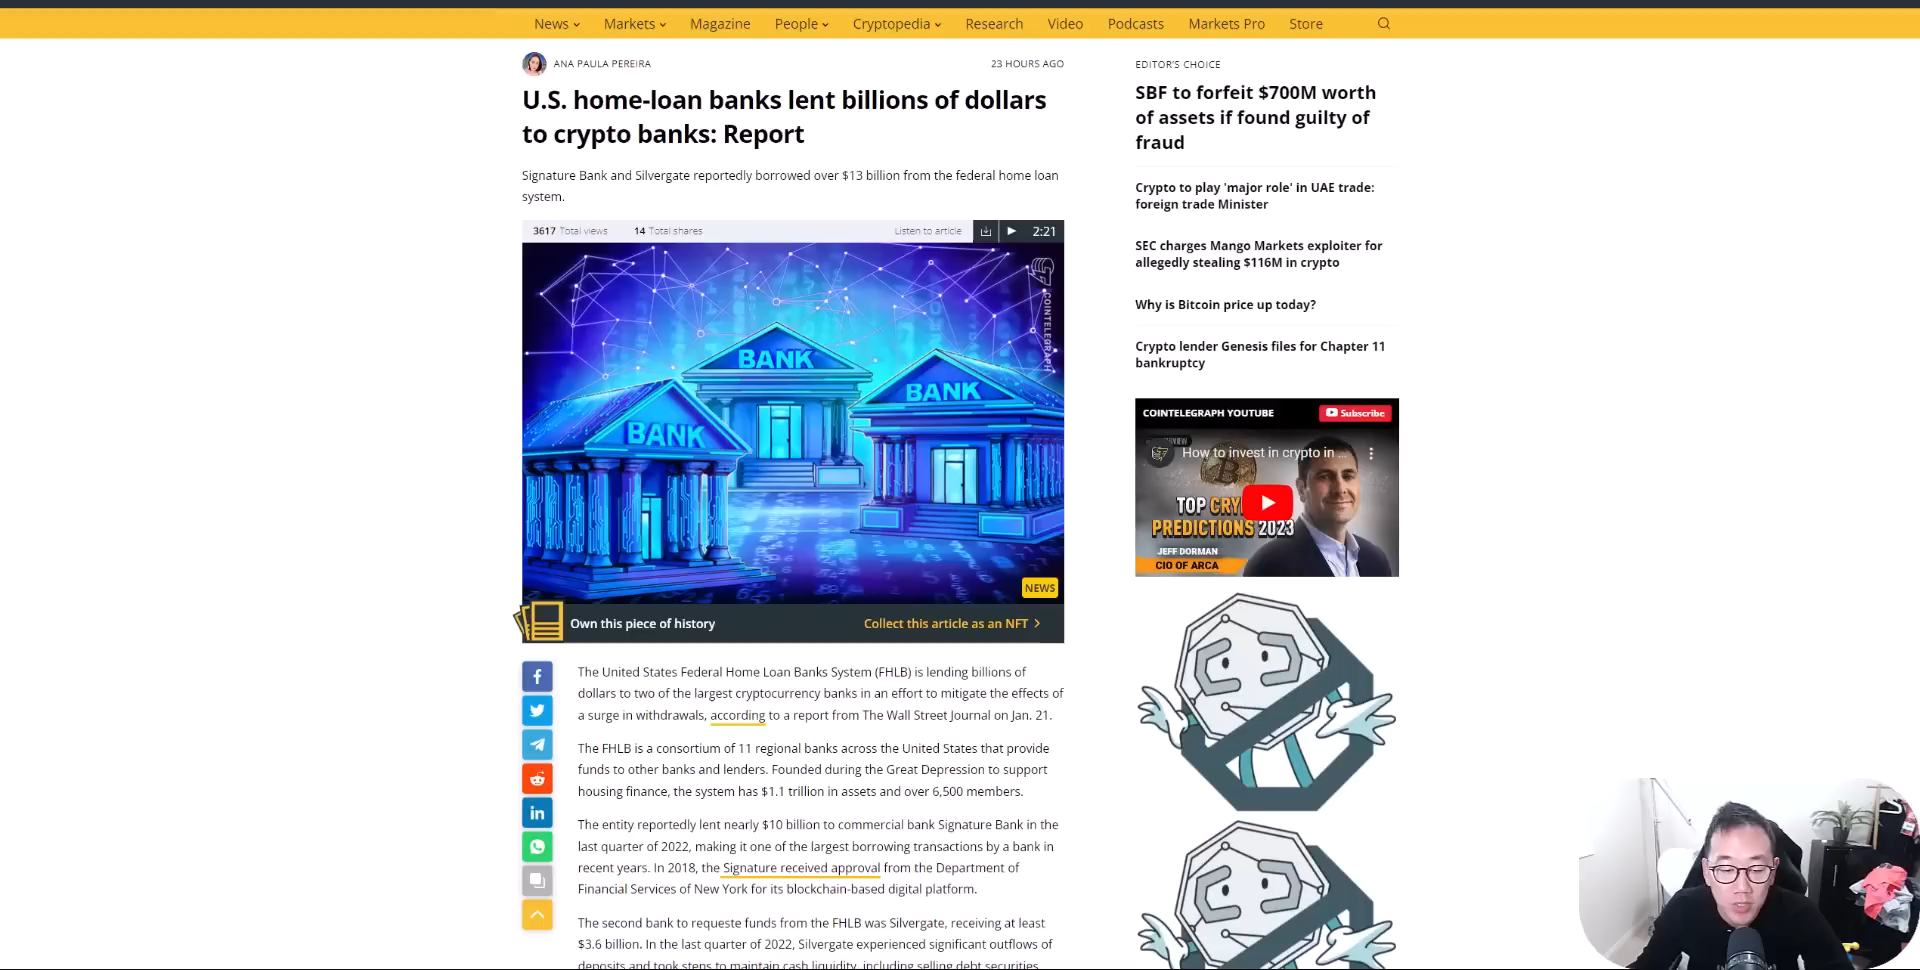 News
Markets
Magazine
People
Cryptopedia
Research
Video
Podcasts
Markets Pro
Store
ANA PAULA PEREIRA
23 HOURS AGO
U.S. home-loan banks lent billions of dollars
to crypto banks: Report
Signature Bank and Silvergate reportedly borrowed over $13 billion from the federal home loan
system.
3617 Total views
14 Total shares
Listen to article
2:21
COINTELEGRAPH
BANK
BANK
BANK
NEWS
Own this piece of history
Collect this article as an NFT
The United States Federal Home Loan Banks System (FHLB) is lending billions of
dollars to two of the largest cryptocurrency banks in an effort to mitigate the effects of
a surge in withdrawals, according to a report from The Wall Street Journal on Jan. 21.
The FHLB is a consortium of 11 regional banks across the United States that provide
funds to other banks and lenders. Founded during the Great Depression to support
housing finance, the system has $1.1 trillion in assets and over 6,500 members.
The entity reportedly lent nearly $10 billion to commercial bank Signature Bank in the
last quarter of 2022, making it one of the largest borrowing transactions by a bank in
recent years. In 2018, the Signature received approval from the Department of
Financial Services of New York for its blockchain-based digital platform.
The second bank to requeste funds from the FHLB was Silvergate, receiving at least
$3.6 billion. In the last quarter of 2022, Silvergate experienced significant outflows of
deposits and took steps to maintain cash liquidity, including selling debt securities.
EDITOR'S CHOICE
SBF to forfeit $700M worth
of assets if found guilty of
fraud
Crypto to play 'major role' in UAE trade:
foreign trade Minister
SEC charges Mango Markets exploiter for
allegedly stealing $116M in crypto
Why is Bitcoin price up today?
Crypto lender Genesis files for Chapter 11
bankruptcy
COINTELEGRAPH YOUTUBE
Subscribe
How to invest in crypto in ...
TOP CRY
PREDICTIONS 2023
JEFF DORMAN
CIO OF ARCA